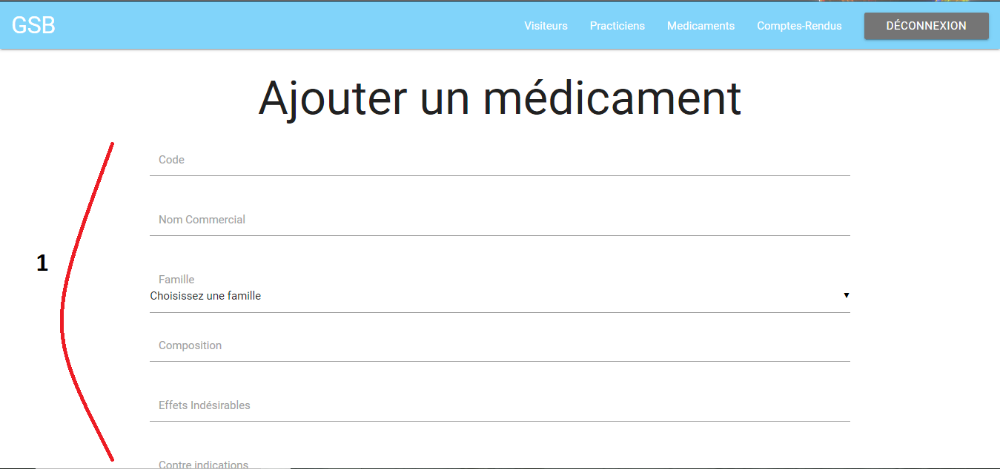 GSB Visiteurs Practiciens Medicaments Comptes-Rendus DÉCONNEXION
Ajouter un médicament
Code
Nom Commercial
1
Famille
Choisissez une famille
Composition
Effets Indésirables
Contre indications